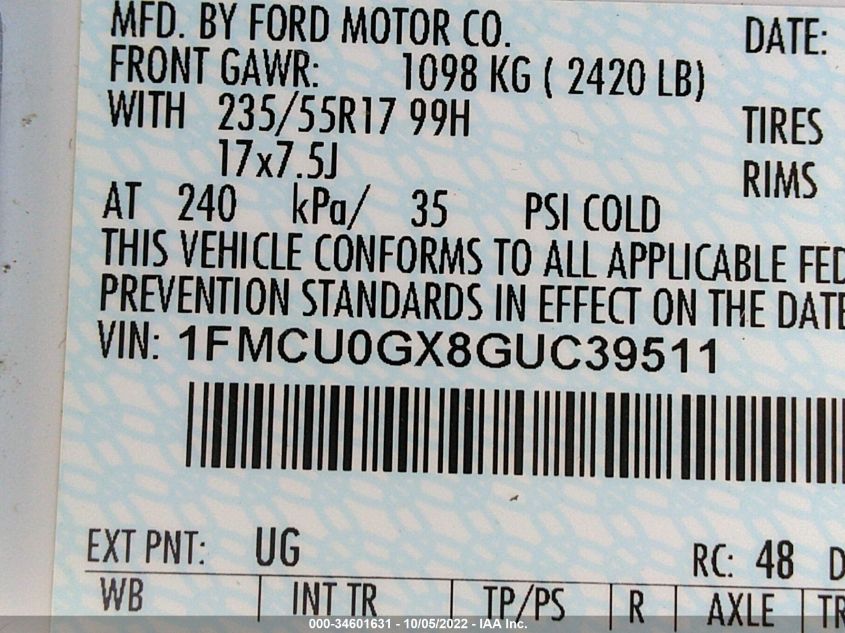 MFD. BY FORD MOTOR CO. DATE:
FRONT GAWR: 1098 KG ( 2420 LB)
WITH 235/55R17 99H TIRES
17x7.5J RIMS
AT 240 kPa/ 35 PSI COLD
THIS VEHICLE CONFORMS TO ALL APPLICABLE FED
PREVENTION STANDARDS IN EFFECT ON THE DATE
VIN: 1FMCU0GX8GUC39511
EXT PNT: UG RC: 48 D
WB INT TR TP/PS R AXLE TR
000-34601631 - 10/05/2022 - IAA Inc.